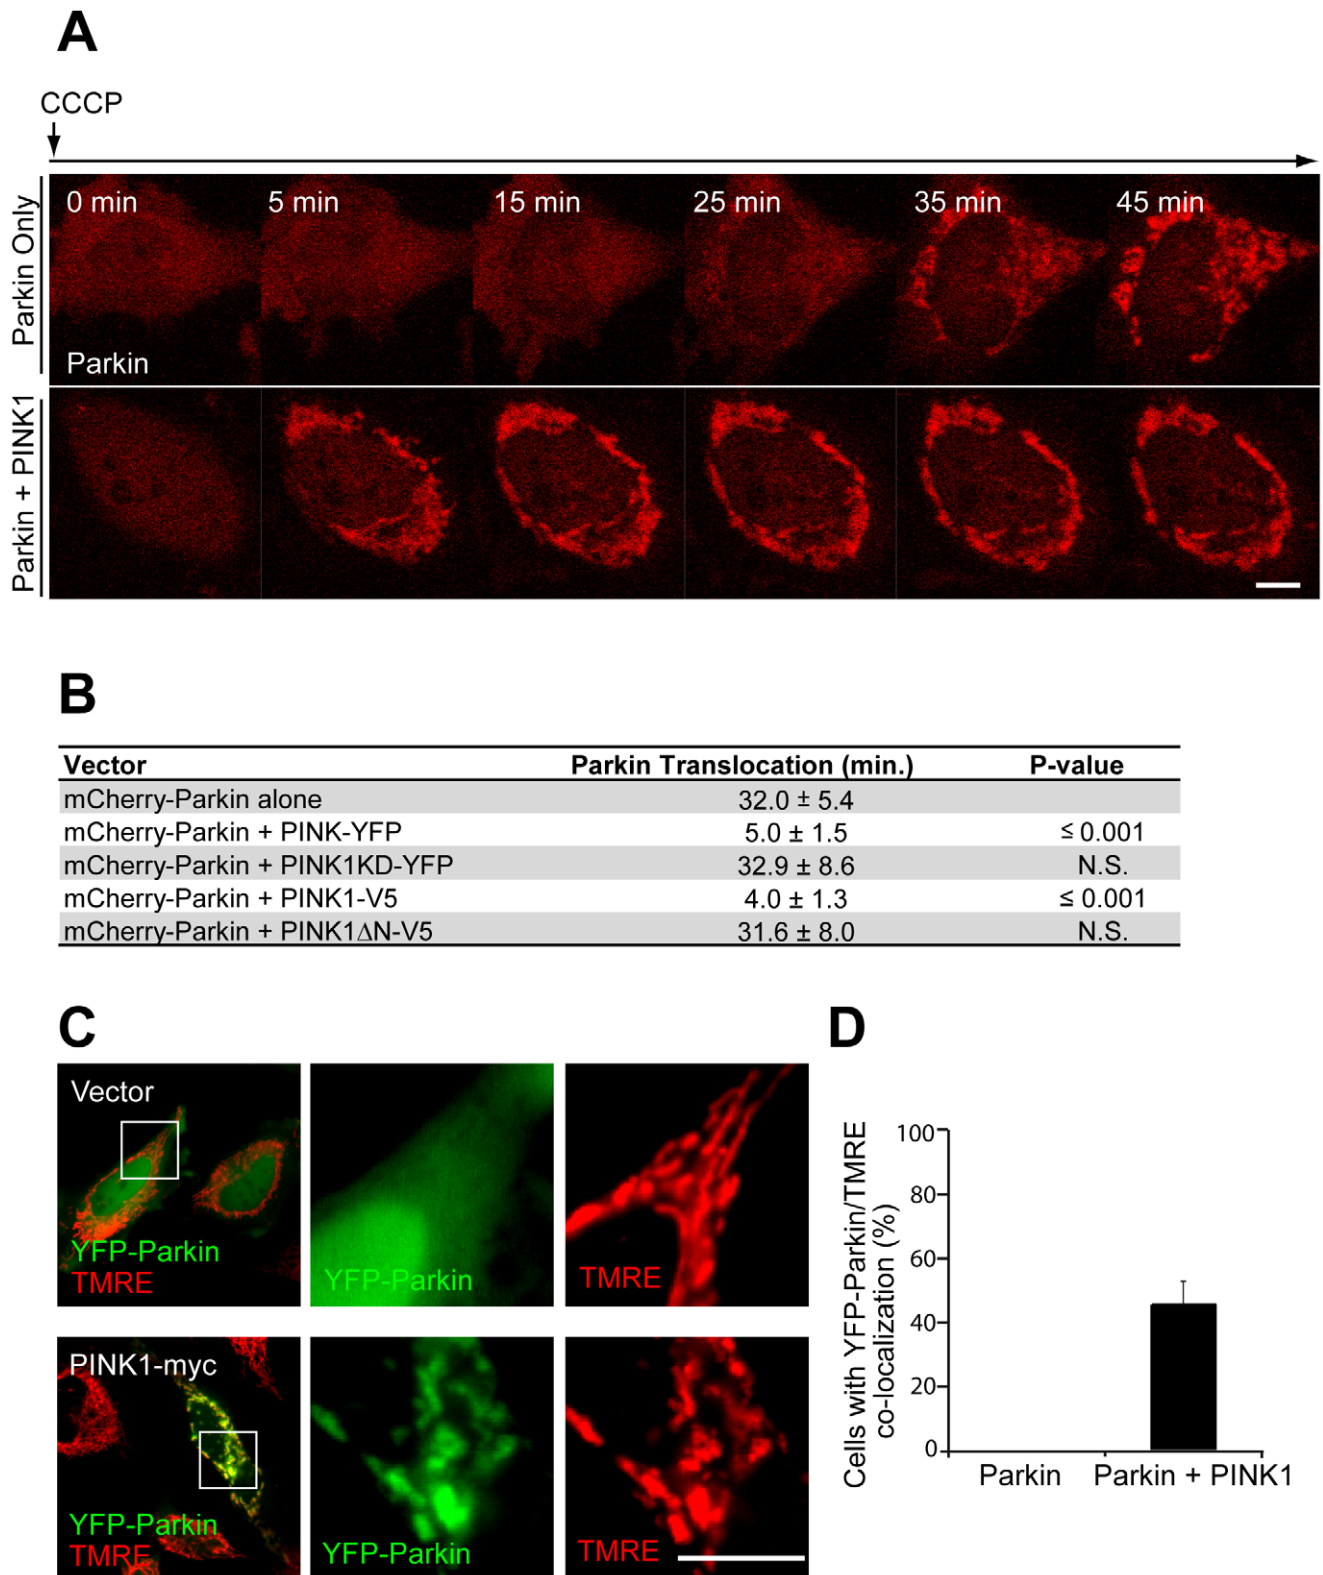 A
CCCP
Parkin Only
0 min 5 min 15 min 25 min 35 min 45 min
Parkin
Parkin + PINK1
B
Vector Parkin Translocation (min.) P-value
mCherry-Parkin alone 32.0 ± 5.4
mCherry-Parkin + PINK-YFP 5.0 ± 1.5 ≤ 0.001
mCherry-Parkin + PINK1KD-YFP 32.9 ± 8.6 N.S.
mCherry-Parkin + PINK1-V5 4.0 ± 1.3 ≤ 0.001
mCherry-Parkin + PINK1ΔN-V5 31.6 ± 8.0 N.S.
C
Vector
YFP-Parkin
TMRE
YFP-Parkin
TMRE
PINK1-myc
YFP-Parkin
TMRE
YFP-Parkin
TMRE
D
Cells with YFP-Parkin/TMRE
co-localization (%)
100
80
60
40
20
0
Parkin Parkin + PINK1